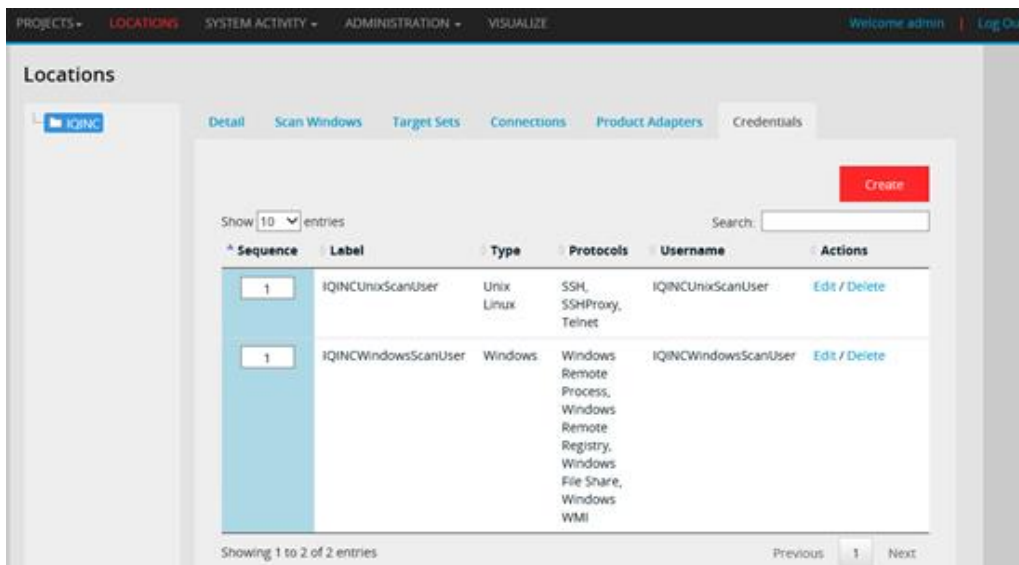 PROJECTS LOCATIONS SYSTEM ACTIVITY ADMINISTRATION VISUALIZE Welcome admin | Log Ou
Locations
IQINC
Detail Scan Windows Target Sets Connections Product Adapters Credentials
Create
Show 10 entries Search:
Sequence Label Type Protocols Username Actions
1 IQINCUnixScanUser Unix SSH, IQINCUnixScanUser Edit / Delete
Linux SSHProxy,
Telnet
1 IQINCWindowsScanUser Windows Windows IQINCWindowsScanUser Edit / Delete
Remote
Process,
Windows
Remote
Registry,
Windows
File Share,
Windows
WMI
Showing 1 to 2 of 2 entries Previous 1 Next